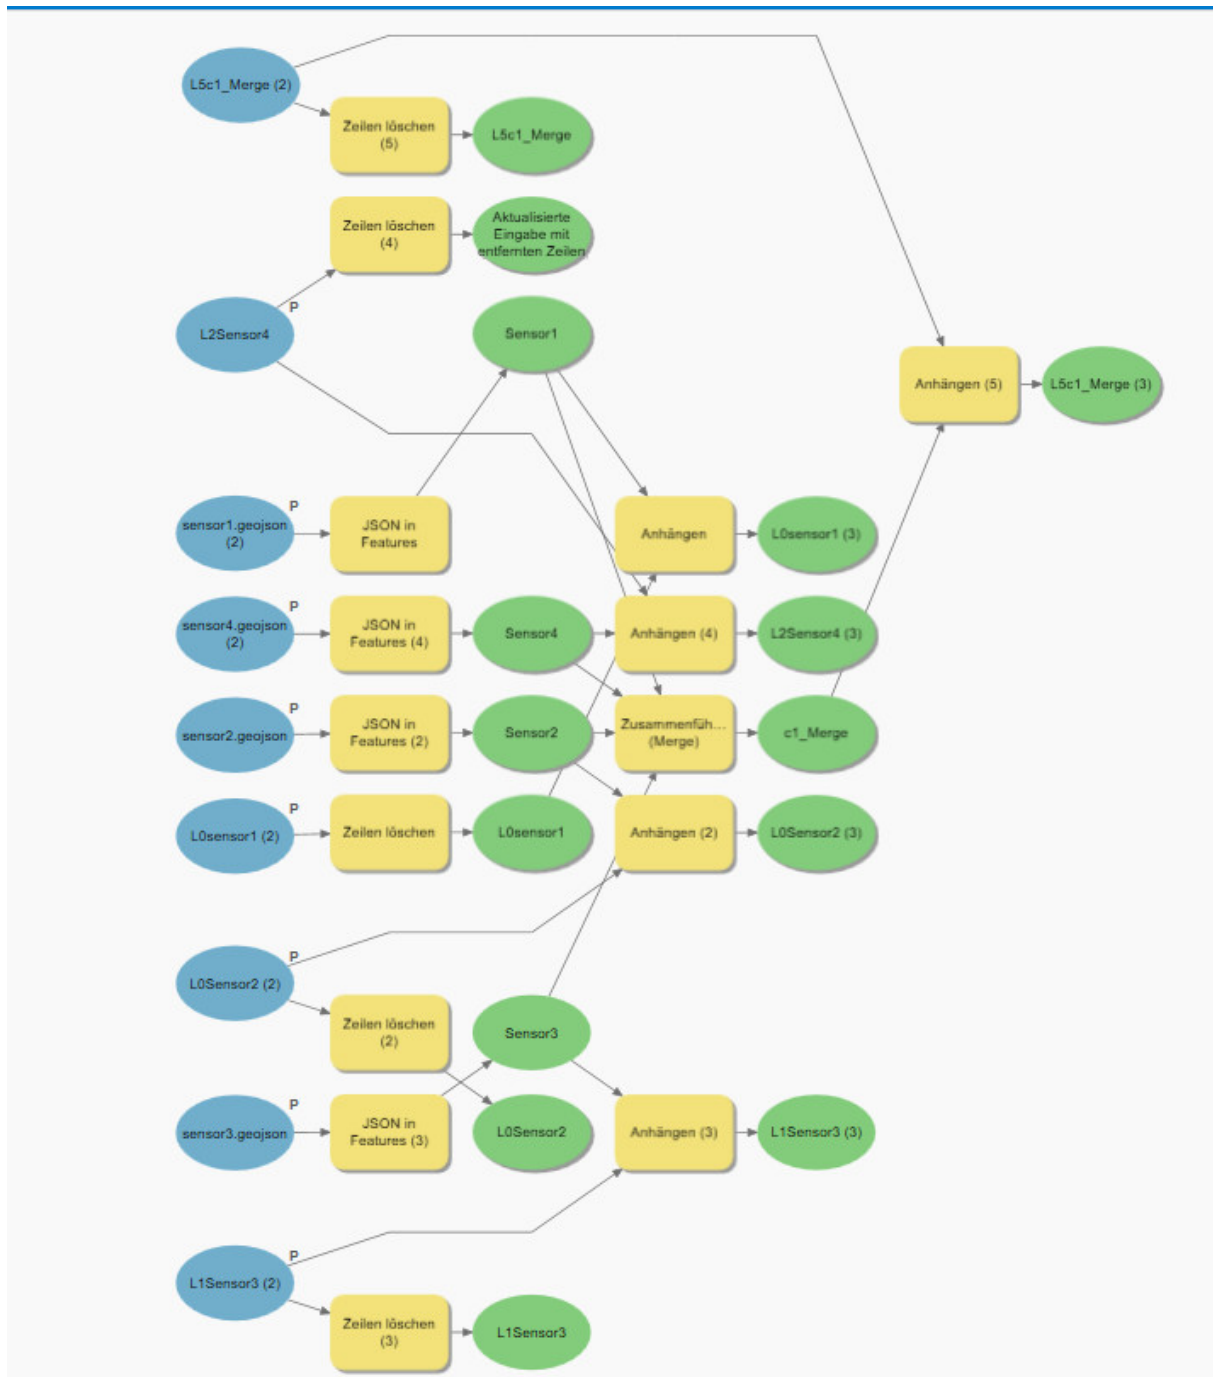 L5c1_Merge (2)
Zeilen löschen
(5)
L5c1_Merge
Zeilen löschen
(4)
Aktualisierte
Eingabe mit
entfernten Zeilen
P
L2Sensor4
Sensor1
Anhängen (5)
L5c1_Merge (3)
P
sensor1.geojson
(2)
JSON in
Features
Anhängen
L0sensor1 (3)
P
sensor4.geojson
(2)
JSON in
Features (4)
Sensor4
Anhängen (4)
L2Sensor4 (3)
P
sensor2.geojson
JSON in
Features (2)
Sensor2
Zusammenfüh...
(Merge)
c1_Merge
P
L0sensor1 (2)
Zeilen löschen
L0sensor1
Anhängen (2)
L0Sensor2 (3)
P
L0Sensor2 (2)
Zeilen löschen
(2)
Sensor3
P
sensor3.geojson
JSON in
Features (3)
L0Sensor2
Anhängen (3)
L1Sensor3 (3)
P
L1Sensor3 (2)
Zeilen löschen
(3)
L1Sensor3